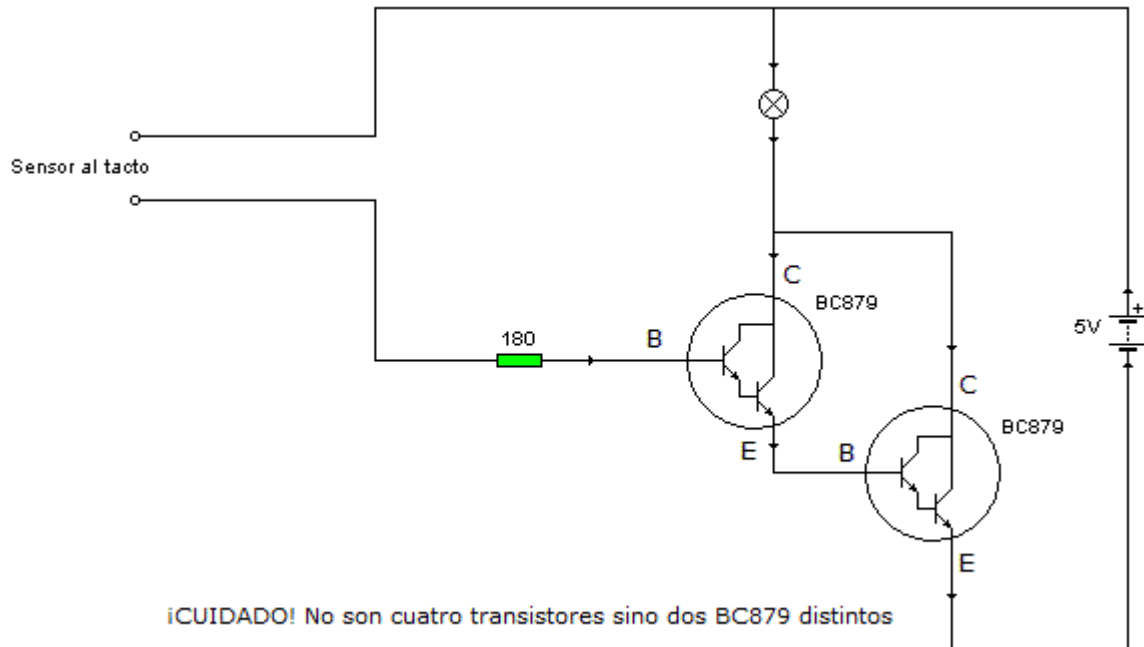 Sensor al tacto
180
B
C
BC879
E
B
C
BC879
E
5V
+
¡CUIDADO! No son cuatro transistores sino dos BC879 distintos